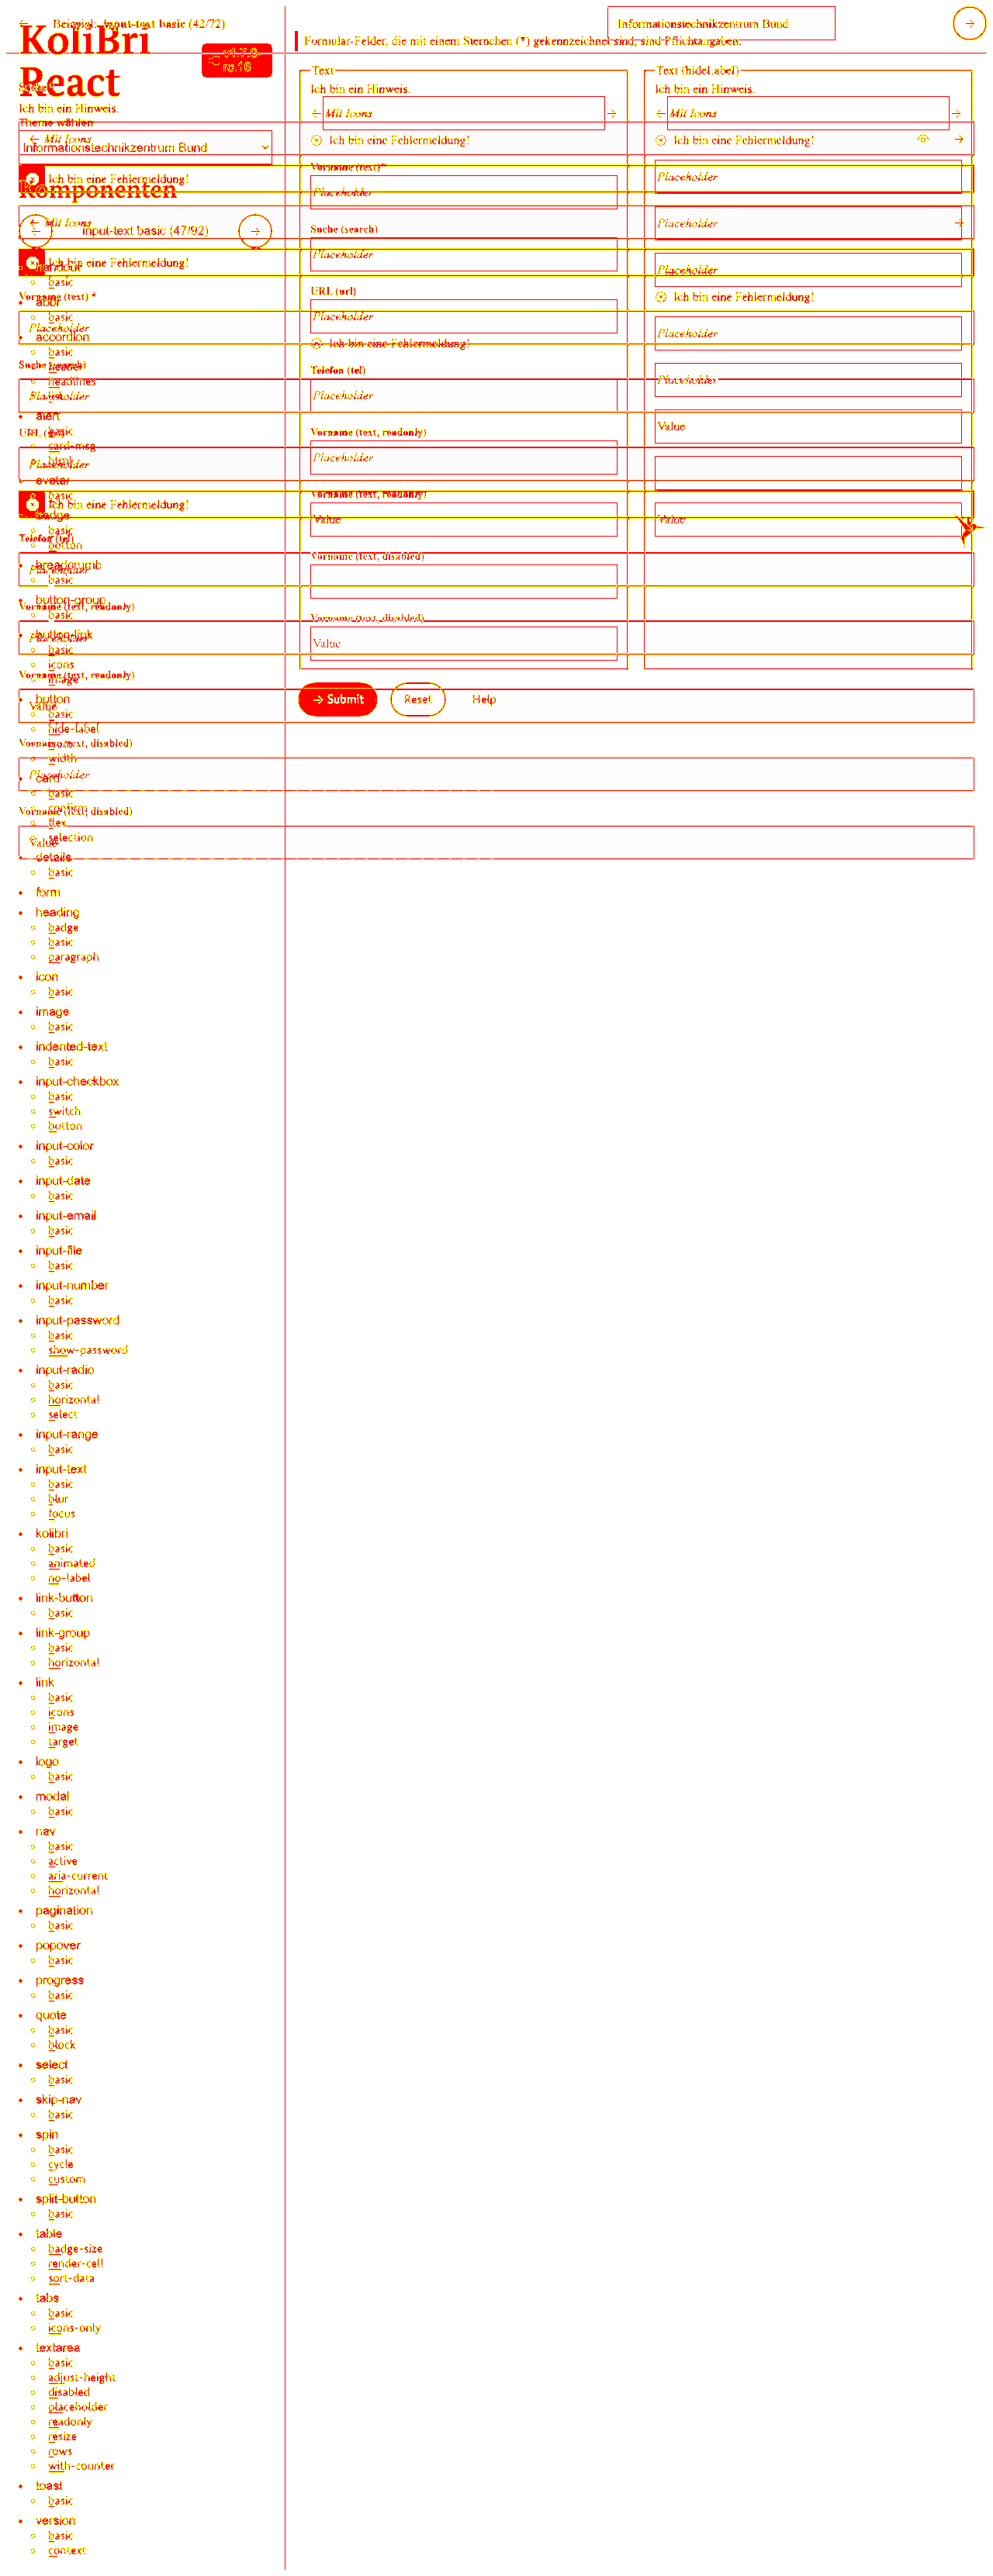 Beispiel: input-text basic (42/72)
Informationstechnikzentrum Bund
KoliBri
React
Formular-Felder, die mit einem Sternchen (*) gekennzeichnet sind, sind Pflichtangaben.
Ich bin ein Hinweis.
Theme wählen
Mit Icons
Informationstechnikzentrum Bund
Ich bin eine Fehlermeldung!
Komponenten
Mit Icons
input-text basic (47/92)
Ich bin eine Fehlermeldung!
handout
basic
Vorname (text) *
abbr
basic
Placeholder
accordion
basic
header
headlines
Placeholder
alert
basic
card-msg
html
Placeholder
avatar
basic
Ich bin eine Fehlermeldung!
badge
basic
button
Telefon (tel)
breadcrumb
basic
button-group
Vorname (text, readonly)
basic
button-link
basic
icons
image
Vorname (text, readonly)
button
Value
basic
hide-label
Vorname (text, disabled)
width
Placeholder
card
basic
confirm
Vorname (text, disabled)
flex
selection
Value
details
basic
form
heading
badge
basic
paragraph
icon
basic
image
basic
indented-text
basic
input-checkbox
basic
switch
button
input-color
basic
input-date
basic
input-email
basic
input-file
basic
input-number
basic
input-password
basic
show-password
input-radio
basic
horizontal
select
input-range
basic
input-text
basic
blur
focus
kolibri
basic
animated
no-label
link-button
basic
link-group
basic
horizontal
link
basic
icons
image
target
logo
basic
modal
basic
nav
basic
active
aria-current
horizontal
pagination
basic
popover
basic
progress
basic
quote
basic
block
select
basic
skip-nav
basic
spin
basic
cycle
custom
split-button
basic
table
badge-size
render-cell
sort-data
tabs
basic
icons-only
textarea
basic
adjust-height
disabled
placeholder
readonly
resize
rows
with-counter
toast
basic
version
basic
context
Text
Ich bin ein Hinweis.
Mit Icons
Ich bin eine Fehlermeldung!
Vorname (text)*
Placeholder
Suche (search)
Placeholder
URL (url)
Placeholder
Ich bin eine Fehlermeldung!
Telefon (tel)
Placeholder
Vorname (text, readonly)
Placeholder
Vorname (text, readonly)
Value
Vorname (text, disabled)
Vorname (text, disabled)
Value
Text (hideLabel)
Ich bin ein Hinweis.
Mit Icons
Ich bin eine Fehlermeldung!
Placeholder
Placeholder
Placeholder
Ich bin eine Fehlermeldung!
Placeholder
Placeholder
Value
Value
Submit
Reset
Help